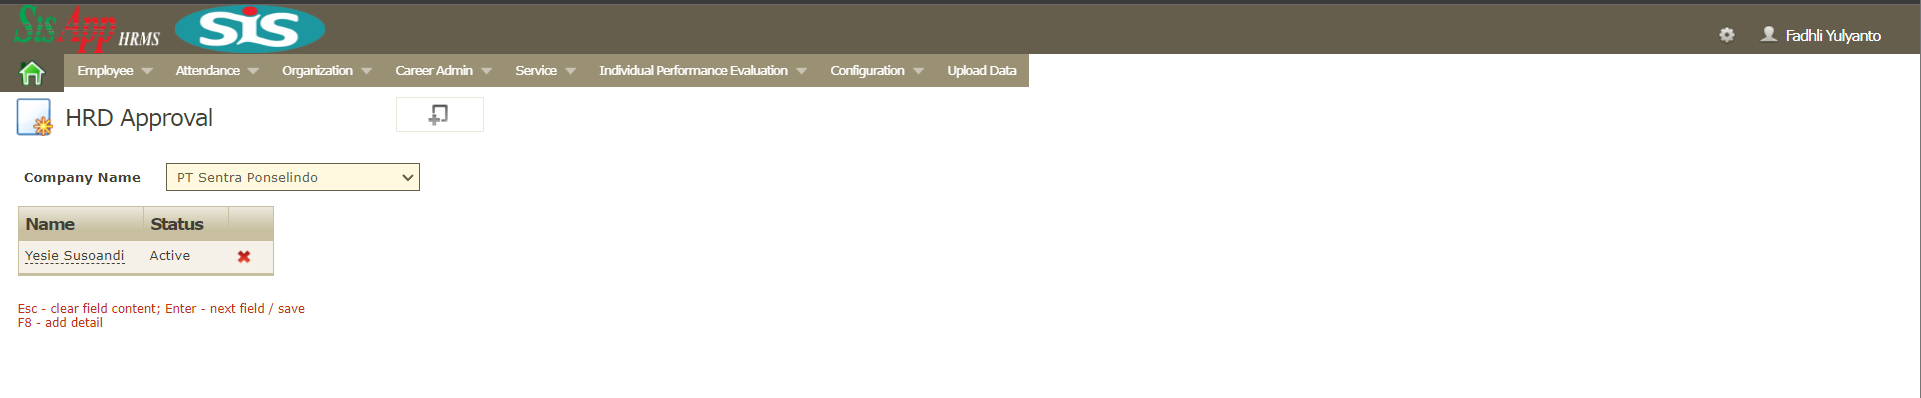 SisApp HRMS
SiS
Fadhli Yulyanto
Employee Attendance Organization Career Admin Service Individual Performance Evaluation Configuration Upload Data
HRD Approval
Company Name PT Sentra Ponselindo
Name Status
Yesie Susoandi Active
Esc - clear field content; Enter - next field / save
F8 - add detail